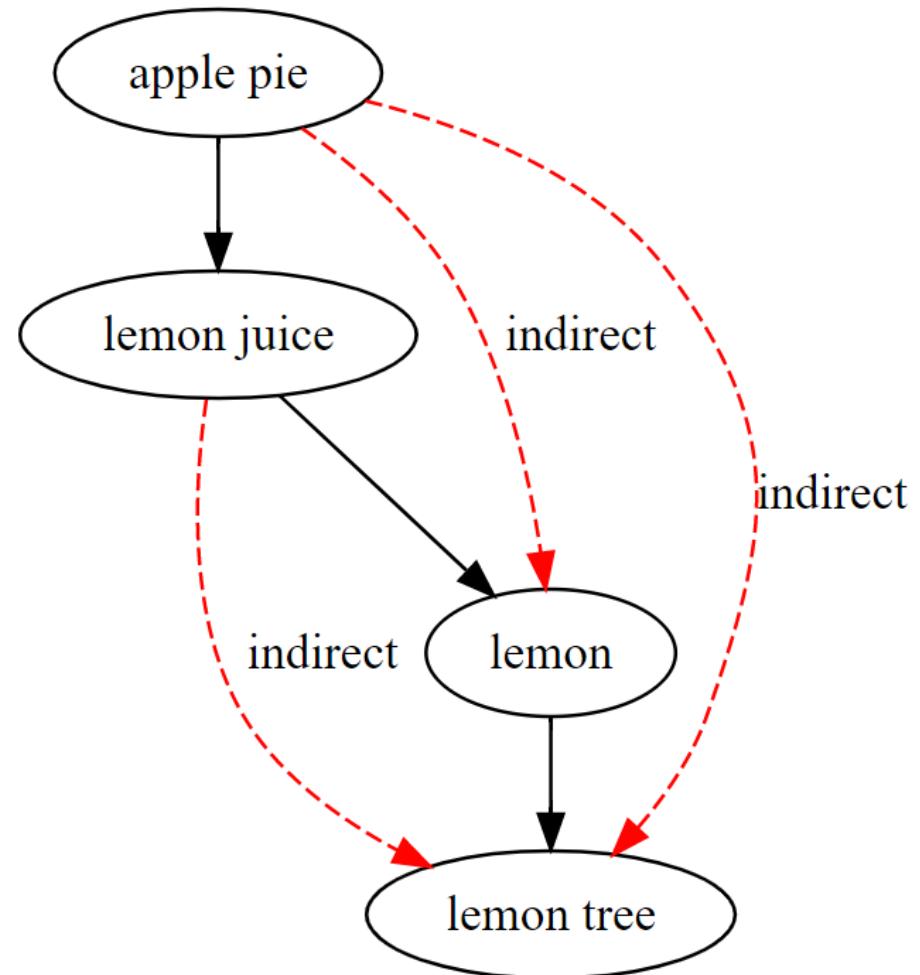 apple pie
lemon juice
indirect
indirect
indirect
lemon
lemon tree